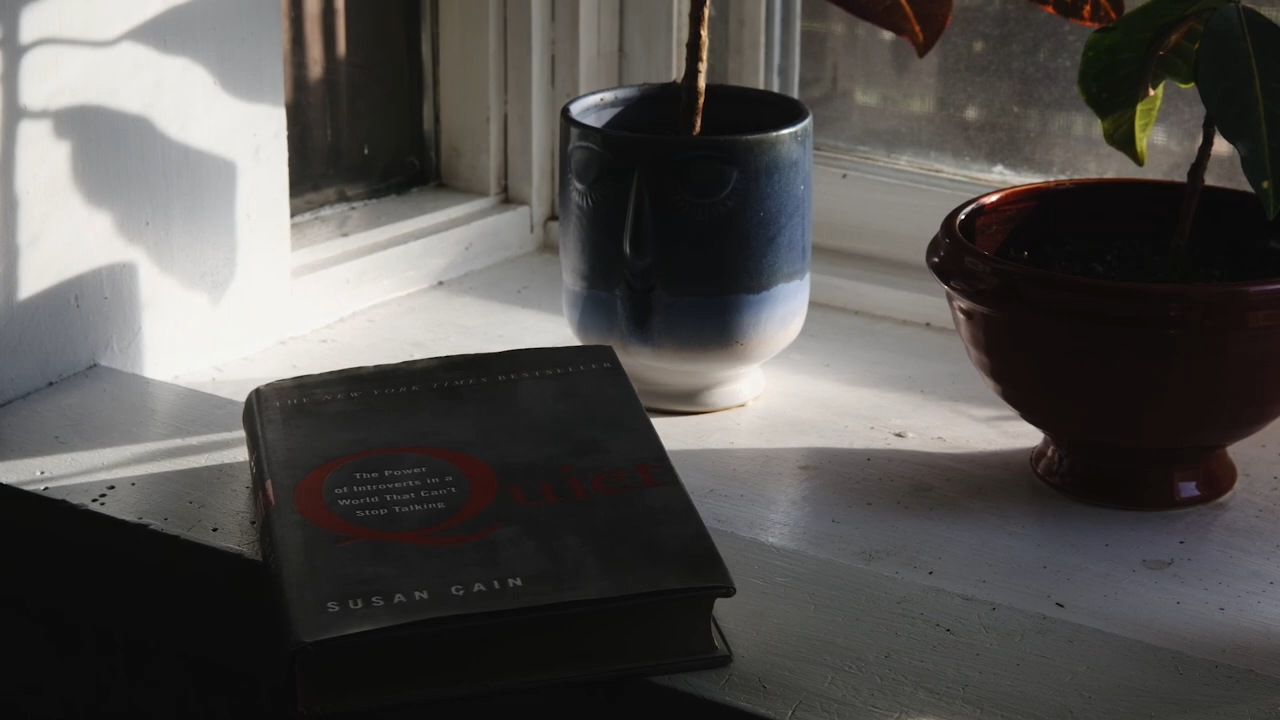 THE NEW YORK TIMES BESTSELLER
Quiet
The Power
of Introverts in a
World That Can't
Stop Talking
SUSAN CAIN